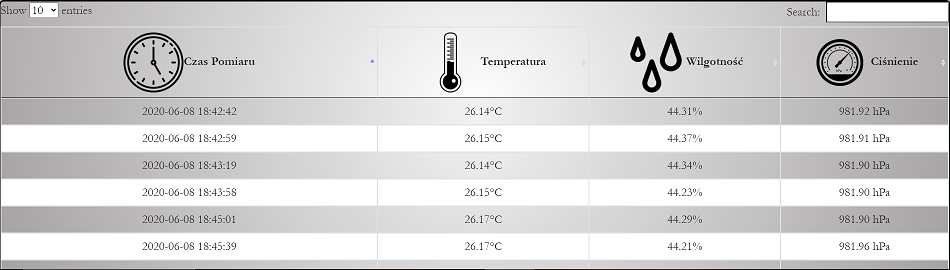 Show 10 entries Search:
Czas Pomiaru Temperatura Wilgotność Ciśnienie
2020-06-08 18:42:42 26.14°C 44.31% 981.92 hPa
2020-06-08 18:42:59 26.15°C 44.37% 981.91 hPa
2020-06-08 18:43:19 26.14°C 44.34% 981.90 hPa
2020-06-08 18:43:58 26.15°C 44.23% 981.90 hPa
2020-06-08 18:45:01 26.17°C 44.29% 981.90 hPa
2020-06-08 18:45:39 26.17°C 44.21% 981.96 hPa